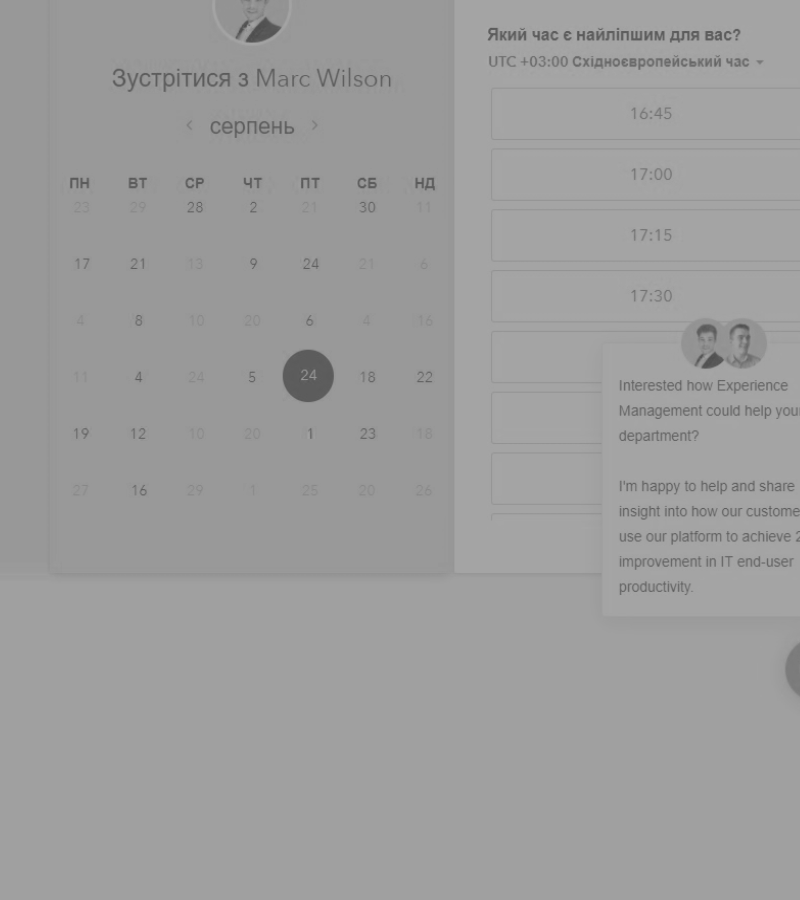 Зустрітися з Marc Wilson
серпень
ПН ВТ СР ЧТ ПТ СБ НД
23 29 28 2 21 30 11
17 21 13 9 24 21 6
4 8 10 20 6 4 16
11 4 24 5 24 18 22
19 12 10 20 1 23 18
27 16 29 1 25 20 26
Який час є найліпшим для вас?
UTC +03:00 Східноєвропейський час
16:45
17:00
17:15
17:30
Interested how Experience
Management could help your
department?
I'm happy to help and share
insight into how our custome
use our platform to achieve 2
improvement in IT end-user
productivity.